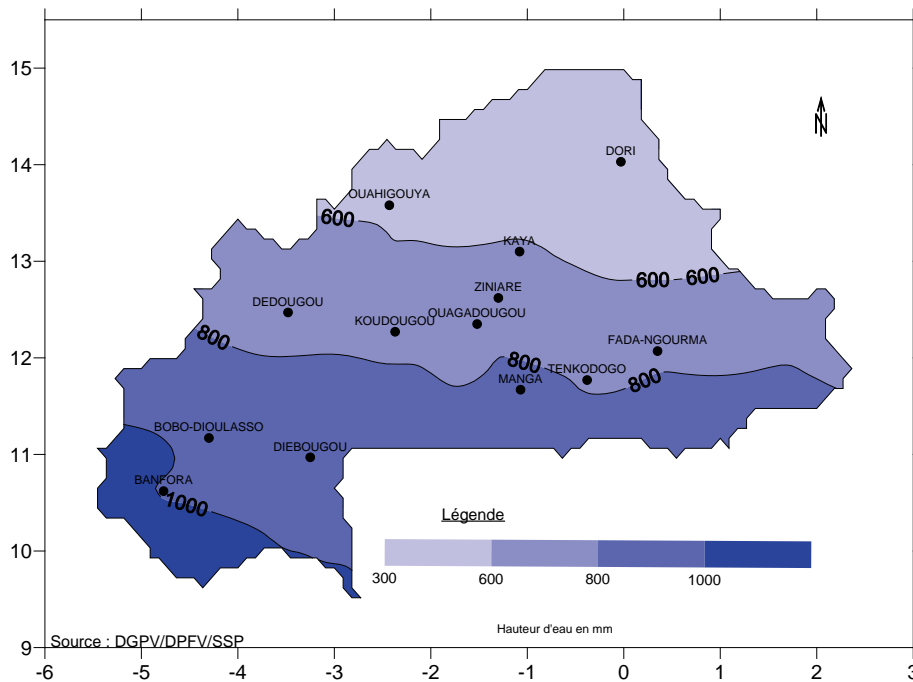 15
N
DORI
14
OUAHIGOUYA
600
KAYA
13
600 600
ZINIARE
DEDOUGOU
OUAGADOUGOU
KOUDOUGOU
800
FADA-NGOURMA
12
800
TENKODOGO
800
MANGA
BOBO-DIOULASSO
DIEBOUGOU
11
BANFORA
1000
Légende
10
300 600 800 1000
Hauteur d'eau en mm
Source : DGPV/DPFV/SSP
9
-6 -5 -4 -3 -2 -1 0 1 2 3